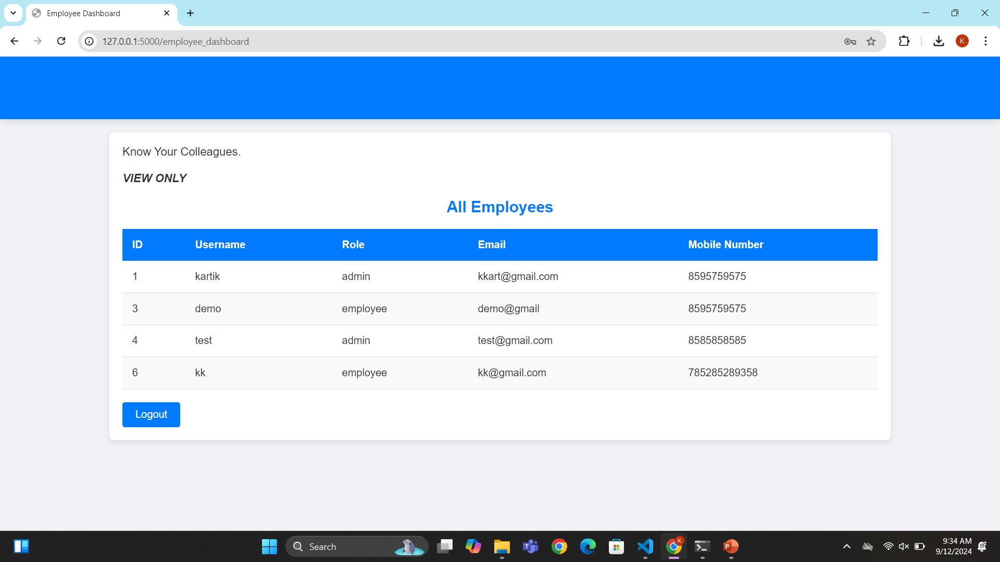 Employee Dashboard
127.0.0.1:5000/employee_dashboard
K
Know Your Colleagues.
VIEW ONLY
All Employees
ID Username Role Email Mobile Number
1 kartik admin kkart@gmail.com 8595759575
3 demo employee demo@gmail 8595759575
4 test admin test@gmail.com 8585858585
6 kk employee kk@gmail.com 785285289358
Logout
Search
T
K
P
9:34 AM
9/12/2024